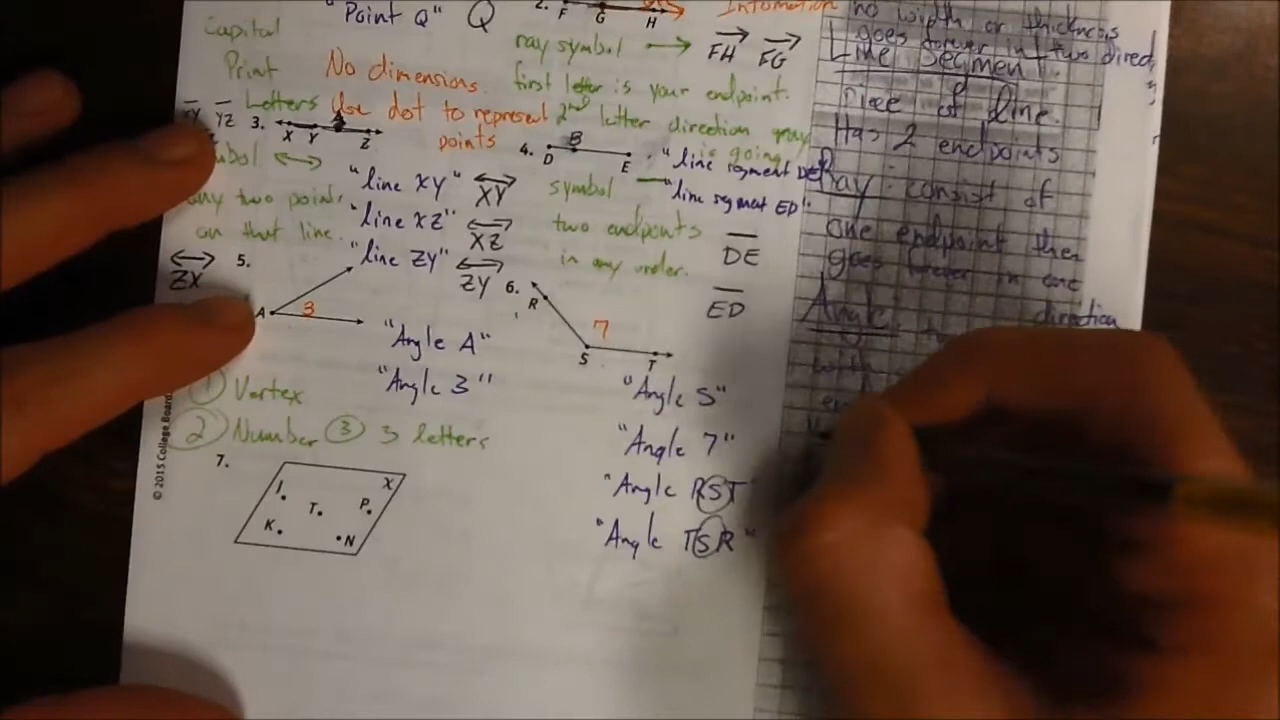 "Point Q" Q
Capital
Print
Letters
No dimensions.
Use dot to represent
points
2.
F G H
Information
ray symbol → FH FG
first letter is your endpoint.
2nd letter direction ray
is going
YZ 3.
X Y Z
"line XY" XY
any two points
on that line.
"line XZ" XZ
"line ZY" ZY
ZX
4.
D B E
"line segment DE"
symbol — "line segment ED"
two endpoints
in any order.
DE
ED
5.
A 3
"Angle A"
"Angle 3"
① Vertex
② Number ③ 3 letters
6.
R 7
S T
"Angle S"
"Angle 7"
"Angle RST"
"Angle TSR"
7.
J X
T P
K N
© 2015 College Board.
no width or thickness
goes forever in two direct
Line Segment
piece of line.
Has 2 endpoints
Ray: consist of
one endpoint then
goes forever in one
direction
Angle: